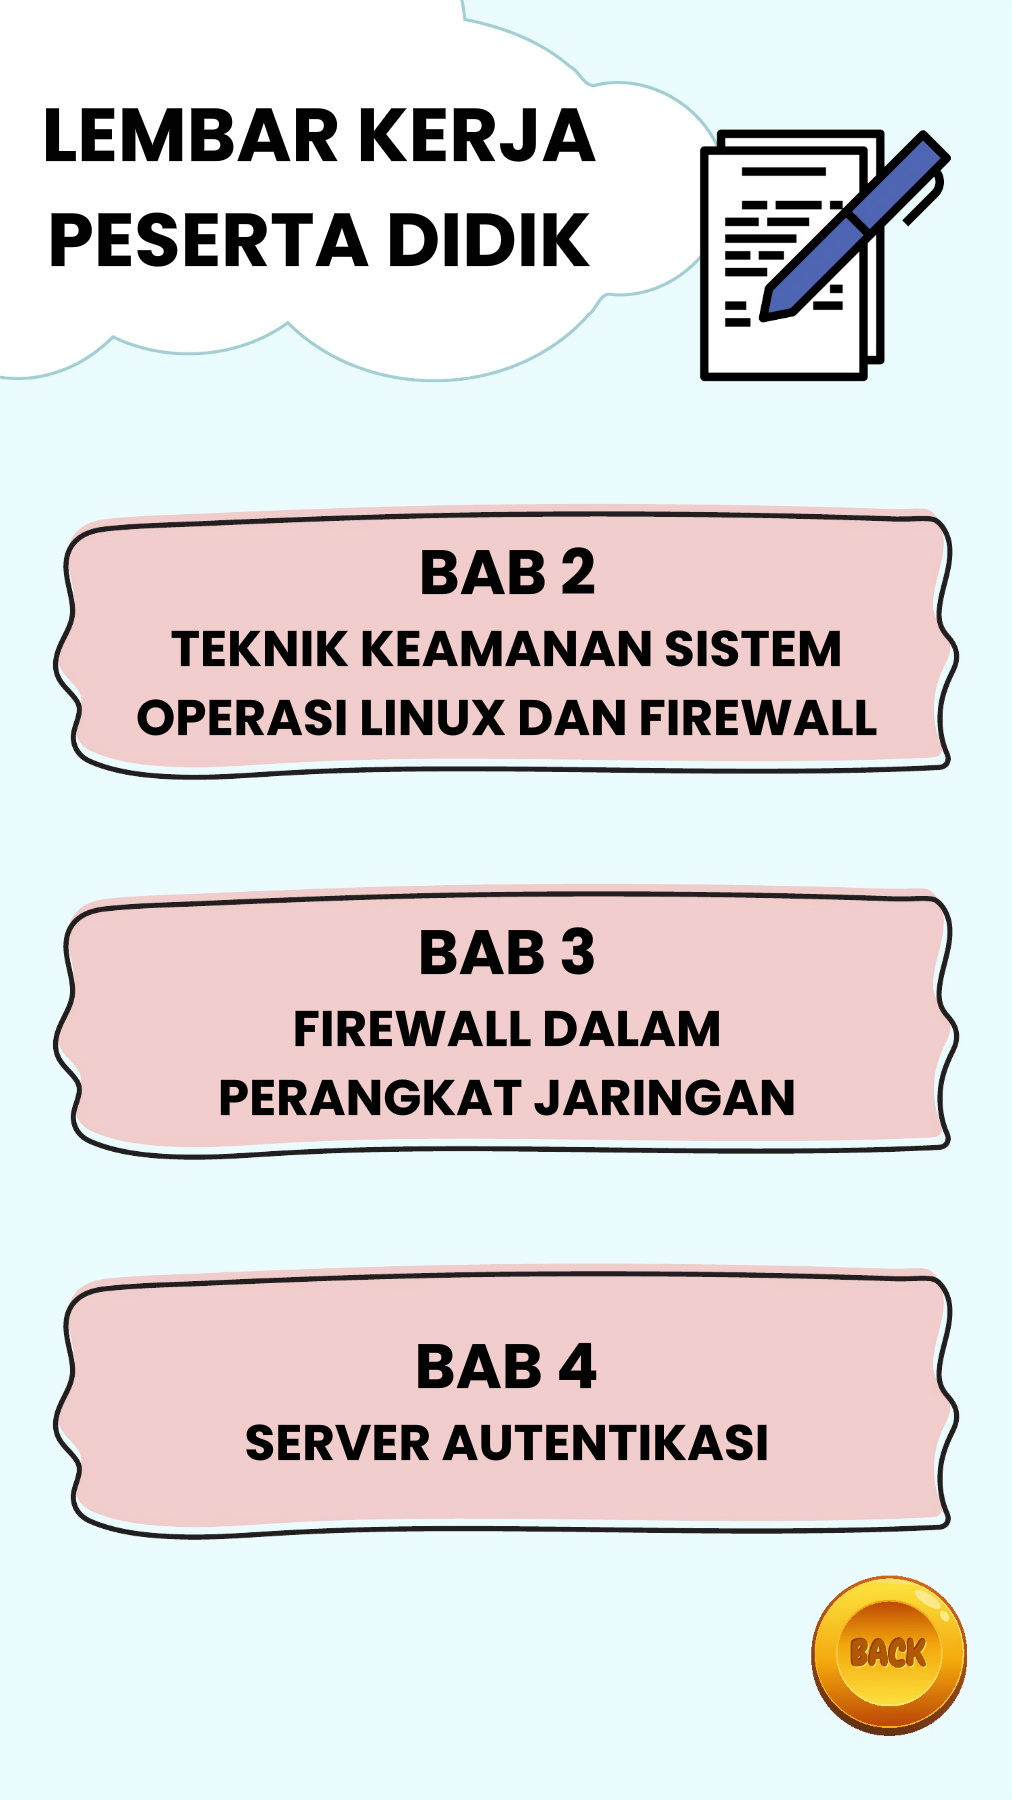 LEMBAR KERJA
PESERTA DIDIK
BAB 2
TEKNIK KEAMANAN SISTEM
OPERASI LINUX DAN FIREWALL
BAB 3
FIREWALL DALAM
PERANGKAT JARINGAN
BAB 4
SERVER AUTENTIKASI
BACK